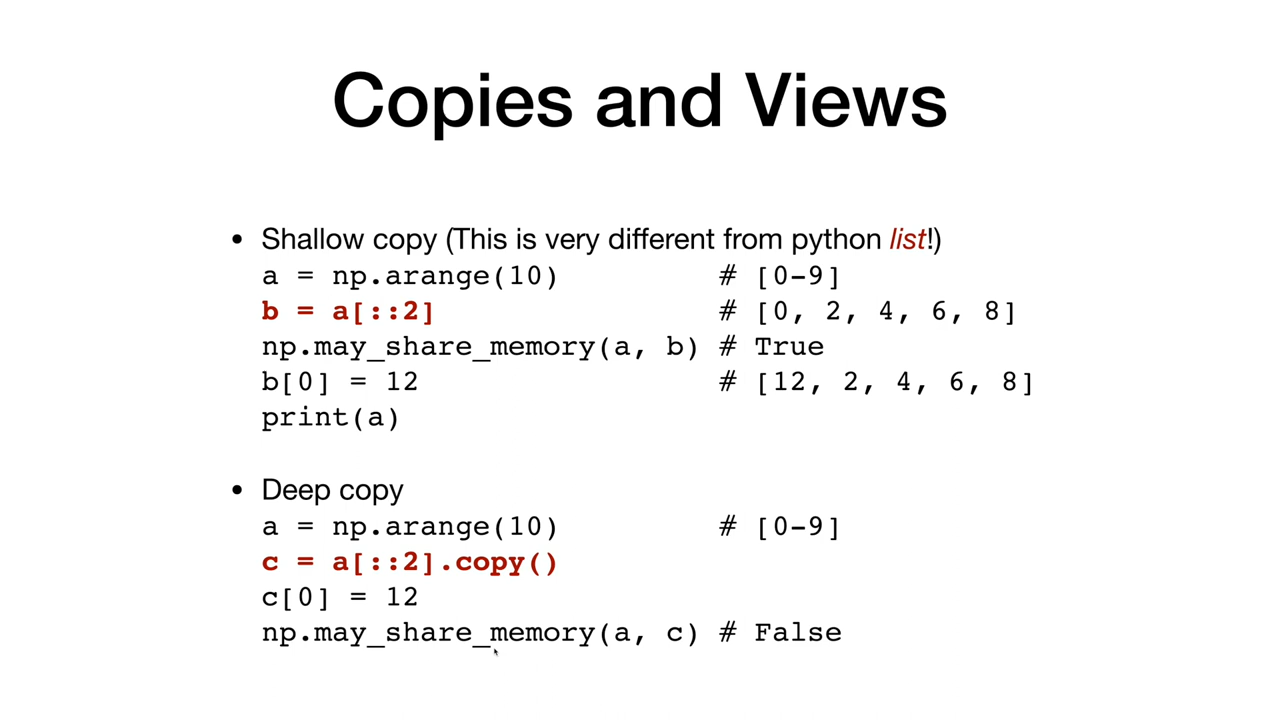 Copies and Views
• Shallow copy (This is very different from python list!)
a = np.arange(10) # [0-9]
b = a[::2] # [0, 2, 4, 6, 8]
np.may_share_memory(a, b) # True
b[0] = 12 # [12, 2, 4, 6, 8]
print(a)
• Deep copy
a = np.arange(10) # [0-9]
c = a[::2].copy()
c[0] = 12
np.may_share_memory(a, c) # False